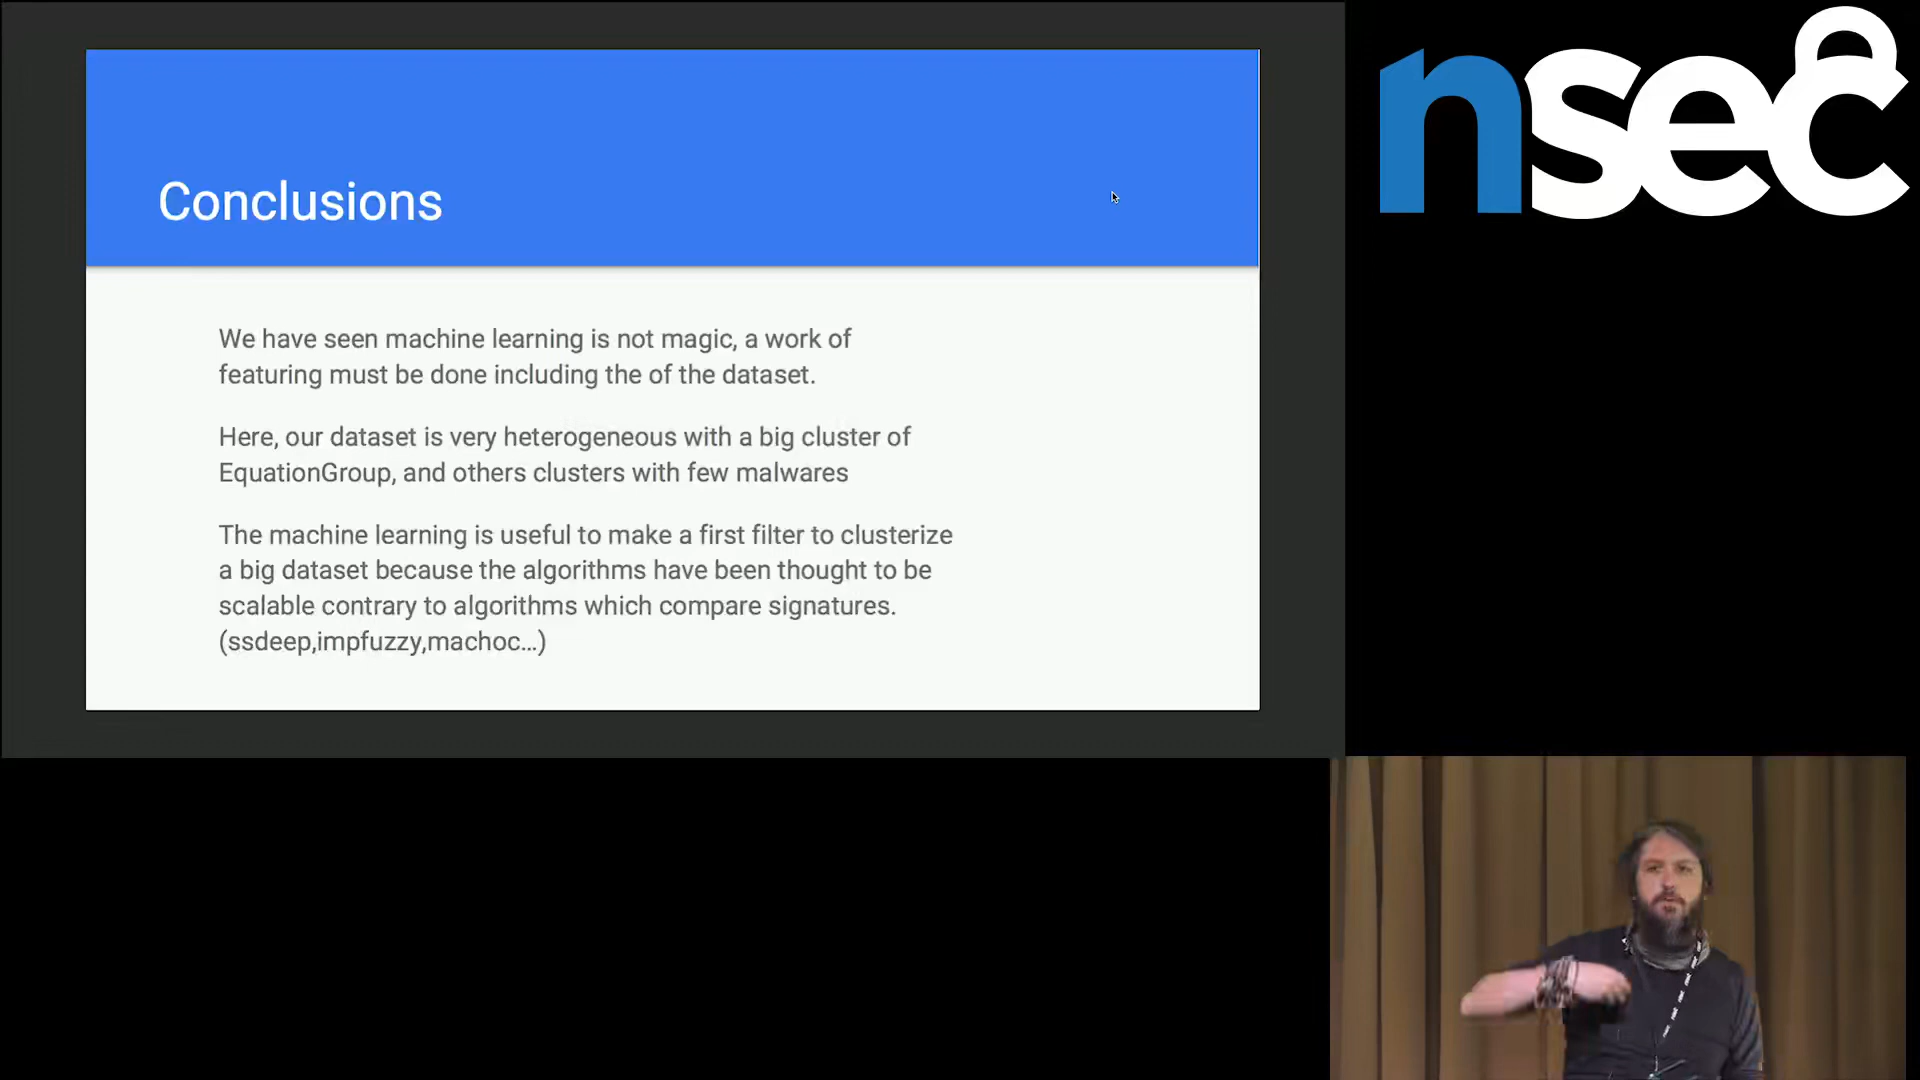 nsec
Conclusions
We have seen machine learning is not magic, a work of
featuring must be done including the of the dataset.
Here, our dataset is very heterogeneous with a big cluster of
EquationGroup, and others clusters with few malwares
The machine learning is useful to make a first filter to clusterize
a big dataset because the algorithms have been thought to be
scalable contrary to algorithms which compare signatures.
(ssdeep,impfuzzy,machoc...)